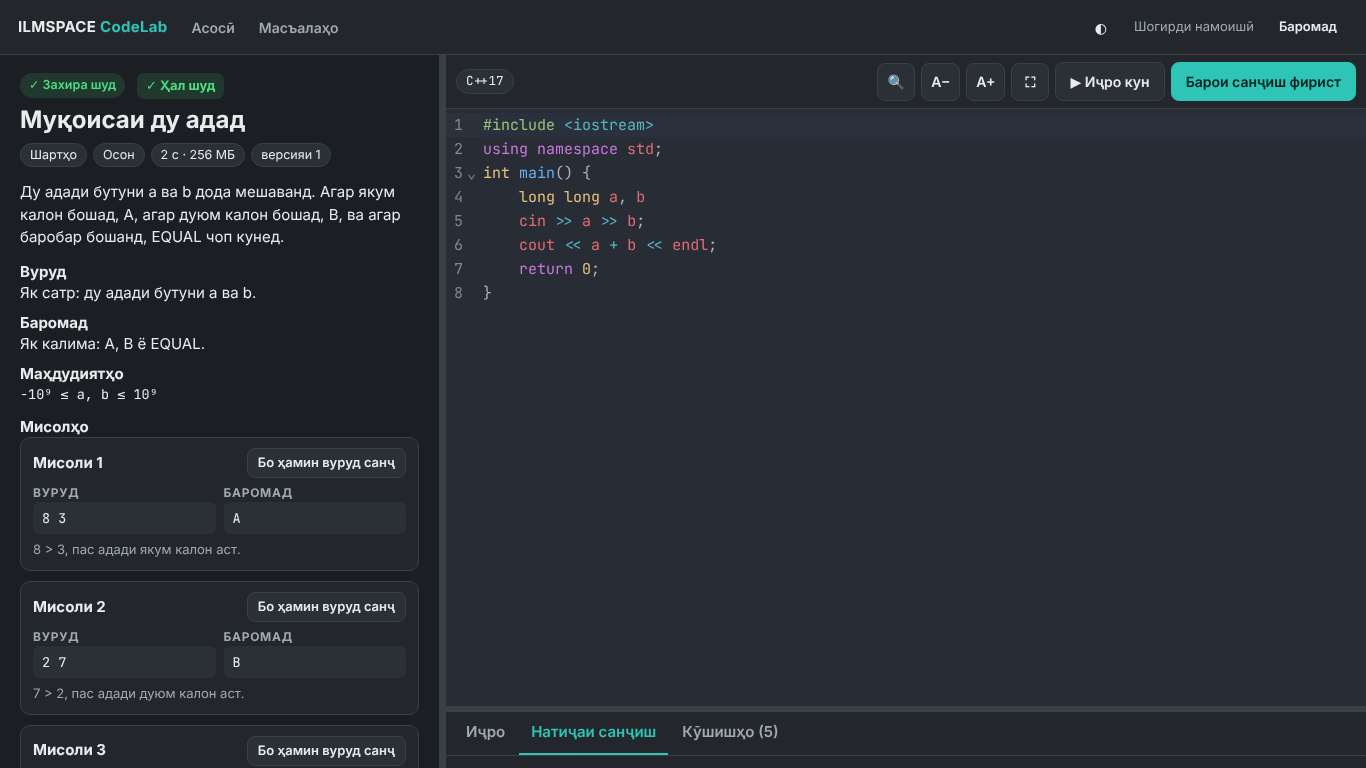 ILMSPACE CodeLab Асосӣ Масъалаҳо Шогирди намоишӣ Баромад
✓ Захира шуд ✓ Ҳал шуд
Муқоисаи ду адад
Шартҳо Осон 2 с · 256 МБ версияи 1
Ду адади бутуни a ва b дода мешаванд. Агар якум
калон бошад, A, агар дуюм калон бошад, B, ва агар
баробар бошанд, EQUAL чоп кунед.
Вуруд
Як сатр: ду адади бутуни a ва b.
Баромад
Як калима: A, B ё EQUAL.
Маҳдудиятҳо
-10⁹ ≤ a, b ≤ 10⁹
Мисолҳо
Мисоли 1 Бо ҳамин вуруд санҷ
ВУРУД БАРОМАД
8 3 A
8 > 3, пас адади якум калон аст.
Мисоли 2 Бо ҳамин вуруд санҷ
ВУРУД БАРОМАД
2 7 B
7 > 2, пас адади дуюм калон аст.
Мисоли 3 Бо ҳамин вуруд санҷ
C++17 A− A+ ▶ Иҷро кун Барои санҷиш фирист
1 #include <iostream>
2 using namespace std;
3 int main() {
4 long long a, b
5 cin >> a >> b;
6 cout << a + b << endl;
7 return 0;
8 }
Иҷро Натиҷаи санҷиш Кӯшишҳо (5)